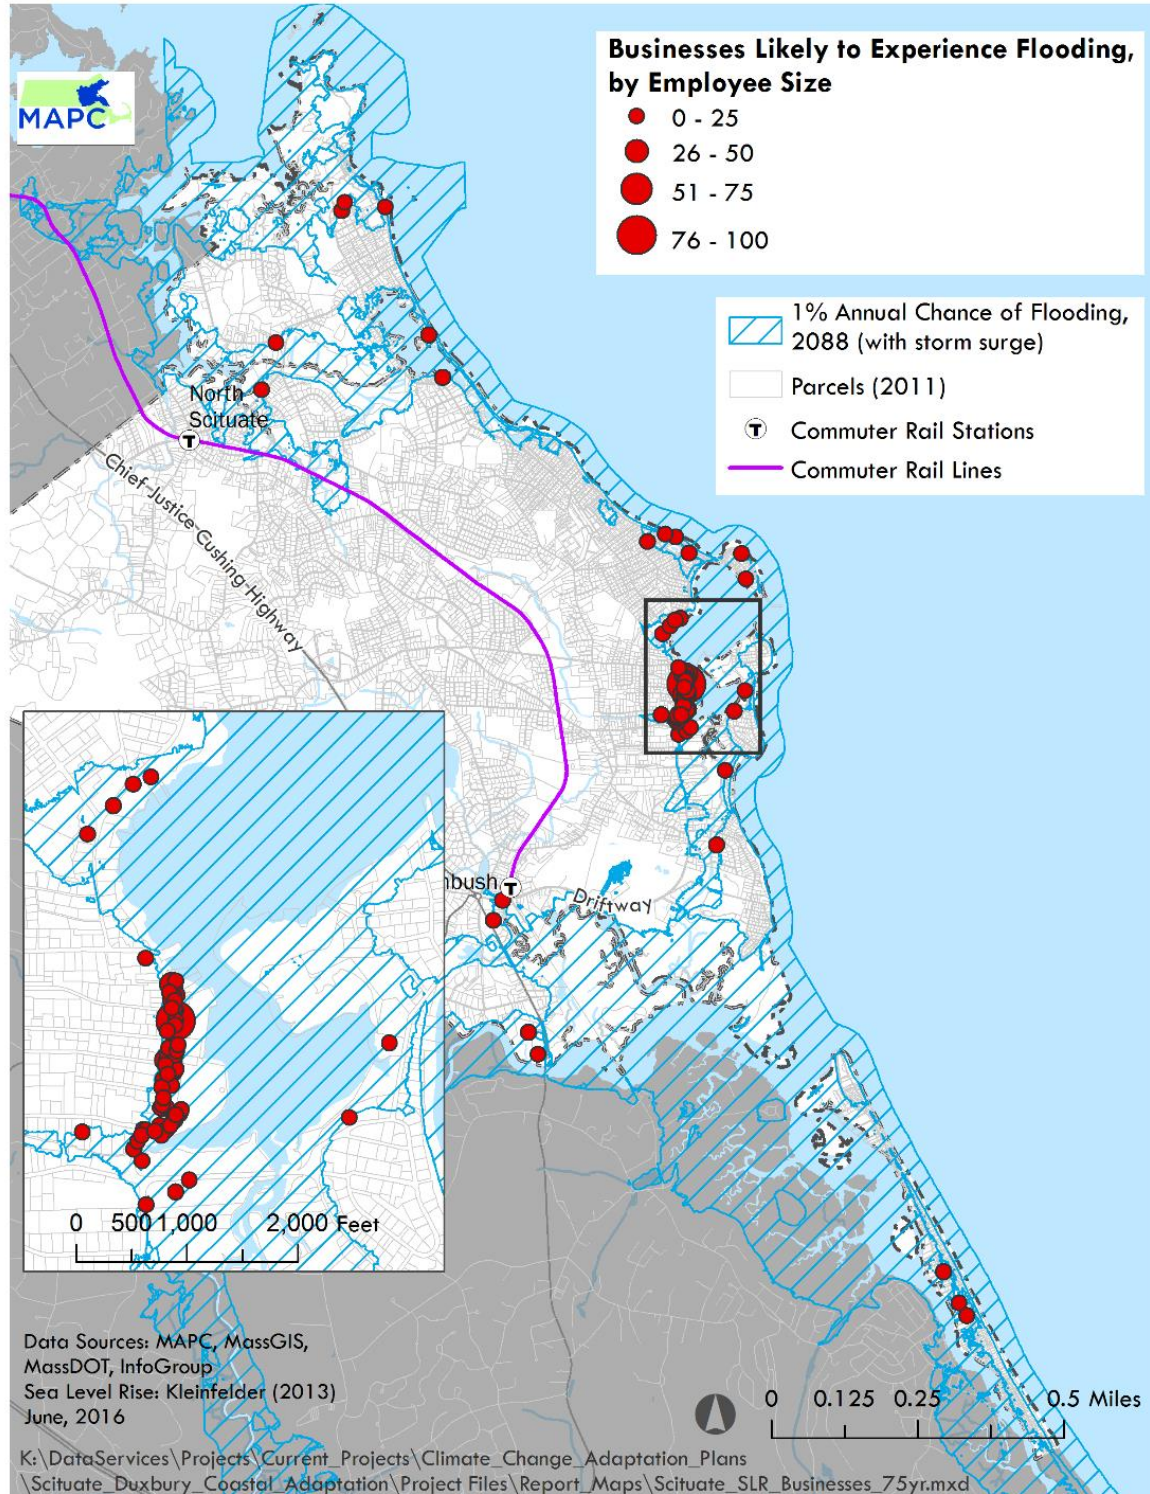 MAPC
Businesses Likely to Experience Flooding,
by Employee Size
0 - 25
26 - 50
51 - 75
76 - 100
1% Annual Chance of Flooding,
2088 (with storm surge)
Parcels (2011)
T Commuter Rail Stations
Commuter Rail Lines
North
Scituate
T
Chief-Justice-Cushing-Highway
nbush T
Driftway
0 500 1,000 2,000 Feet
Data Sources: MAPC, MassGIS,
MassDOT, InfoGroup
Sea Level Rise: Kleinfelder (2013)
June, 2016
0 0.125 0.25 0.5 Miles
K:\DataServices\Projects\Current_Projects\Climate_Change_Adaptation_Plans
\Scituate_Duxbury_Coastal_Adaptation\Project Files\Report_Maps\Scituate_SLR_Businesses_75yr.mxd